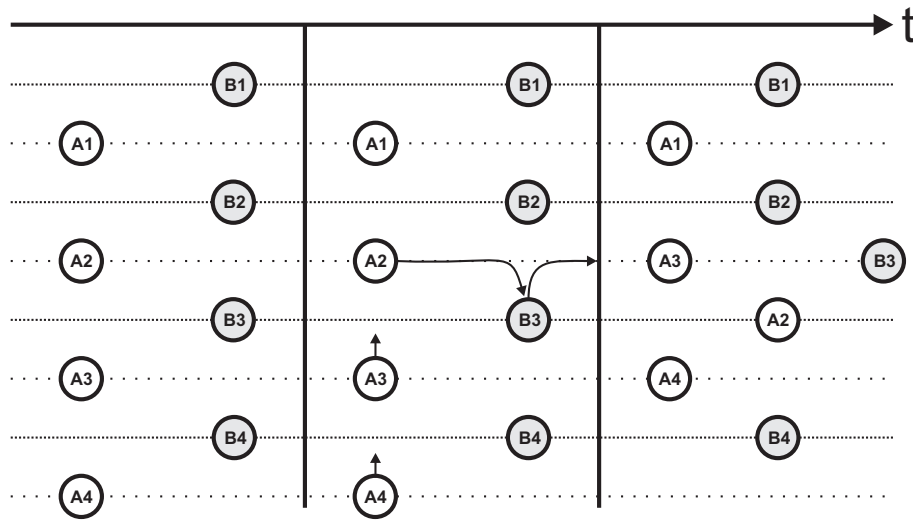 t
B1 B1 B1
A1 A1 A1
B2 B2 B2
A2 A2 A3 B3
B3 B3 A2
A3 A3 A4
B4 B4 B4
A4 A4